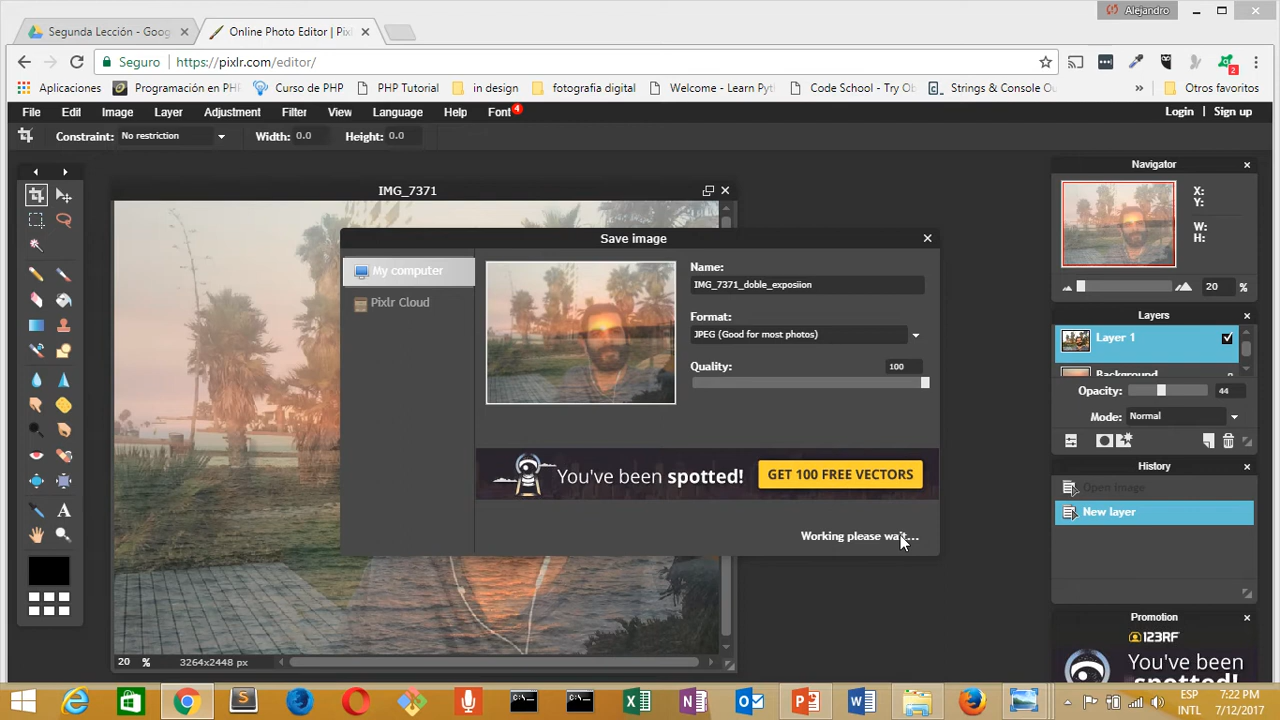 Alejandro
Segunda Lección - Goog
Online Photo Editor | Pix
Seguro
https://pixlr.com/editor/
2
Aplicaciones
Programación en PH
Curso de PHP
PHP Tutorial
in design
fotografia digital
Welcome - Learn Pyt
Code School - Try Ob
Strings & Console Ou
»
Otros favoritos
File Edit Image Layer Adjustment Filter View Language Help Font 4
Login Sign up
Constraint: No restriction Width: 0.0 Height: 0.0
IMG_7371
Save image
My computer
Pixlr Cloud
Name:
IMG_7371_doble_exposiion
Format:
JPEG (Good for most photos)
Quality: 100
You've been spotted! GET 100 FREE VECTORS
Working please wait...
20 % 3264x2448 px
Navigator
X:
Y:
W:
H:
20 %
Layers
Layer 1
Background
Opacity: 44
Mode: Normal
History
Open image
New layer
Promotion
123RF
You've been
spotted!
ESP
INTL
7:22 PM
7/12/2017